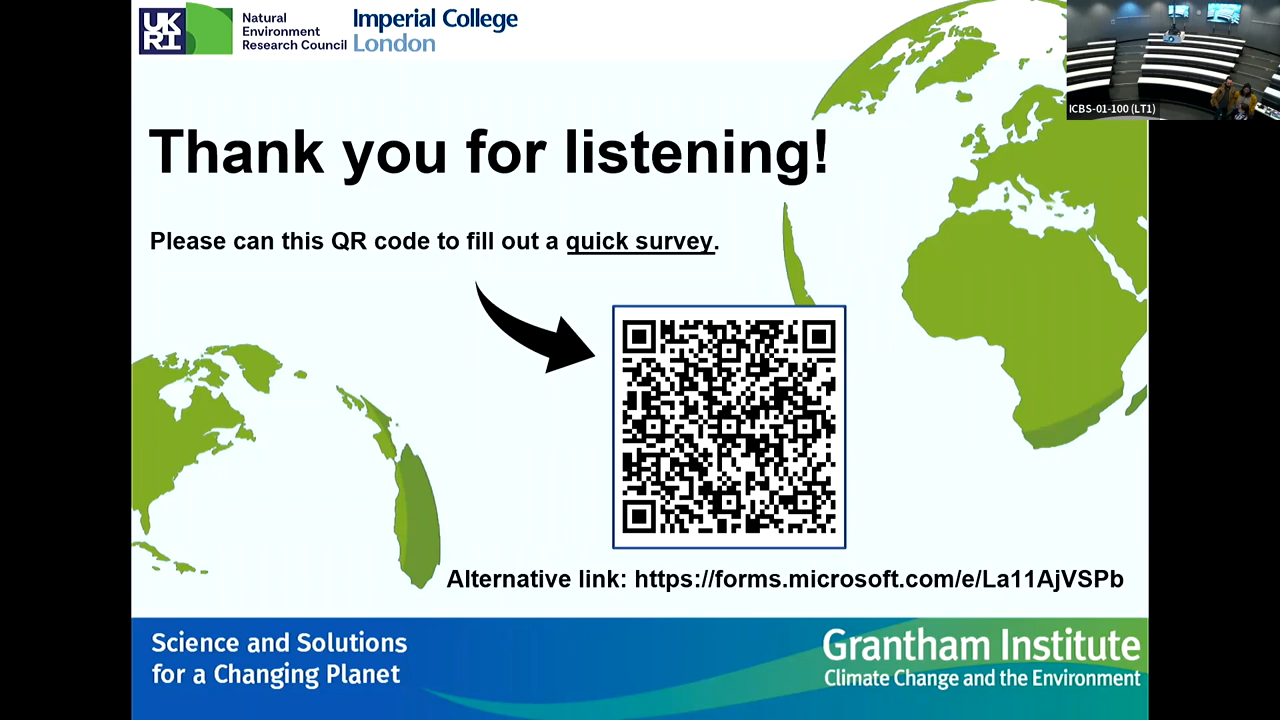 UK
RI
Natural
Environment
Research Council
Imperial College
London
ICBS-01-100 (LT1)
Thank you for listening!
Please can this QR code to fill out a quick survey.
Alternative link: https://forms.microsoft.com/e/La11AjVSPb
Science and Solutions
for a Changing Planet
Grantham Institute
Climate Change and the Environment